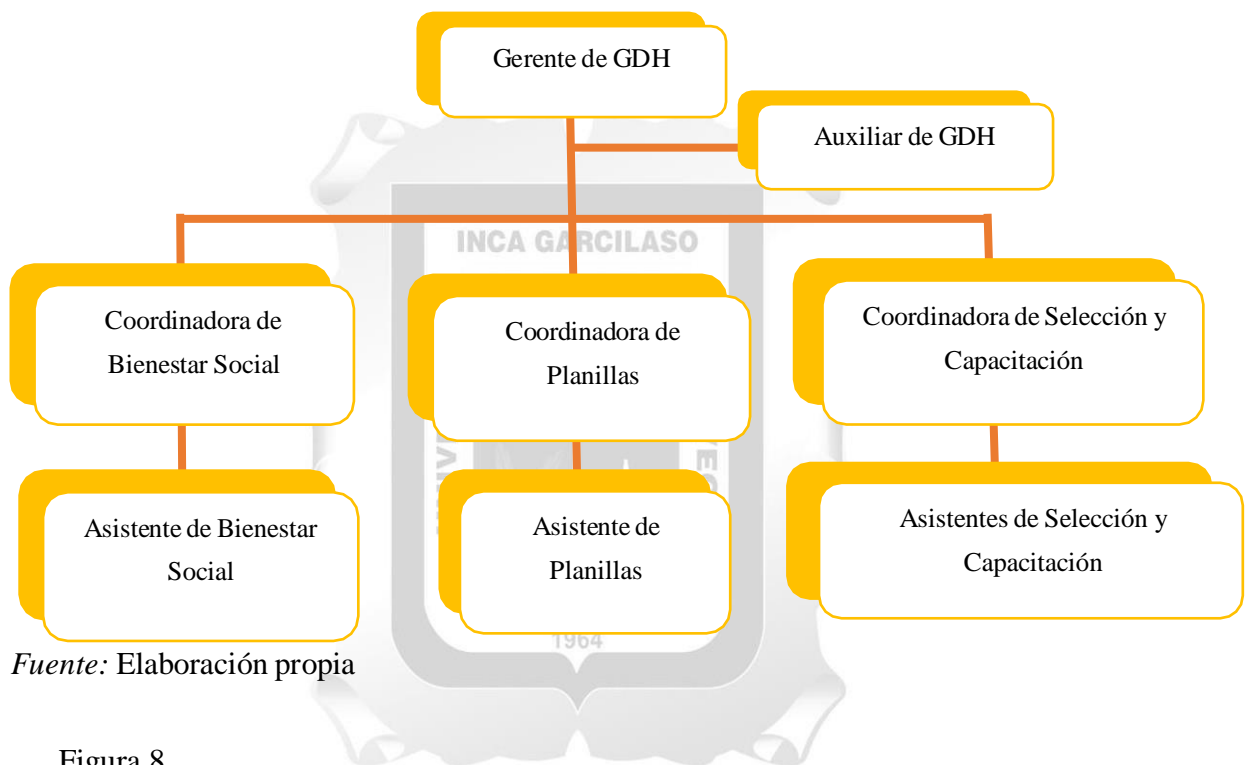 Gerente de GDH
Auxiliar de GDH
INCA GARCILASO
Coordinadora de
Bienestar Social
Coordinadora de
Planillas
Coordinadora de Selección y
Capacitación
Asistente de Bienestar
Social
Asistente de
Planillas
Asistentes de Selección y
Capacitación
1964
Fuente: Elaboración propia
Figura 8